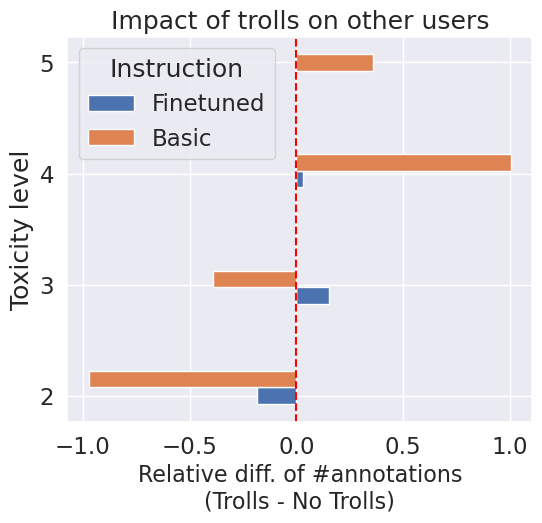 Impact of trolls on other users
Instruction
Finetuned
Basic
Toxicity level
5
4
3
2
−1.0 −0.5 0.0 0.5 1.0
Relative diff. of #annotations
(Trolls - No Trolls)